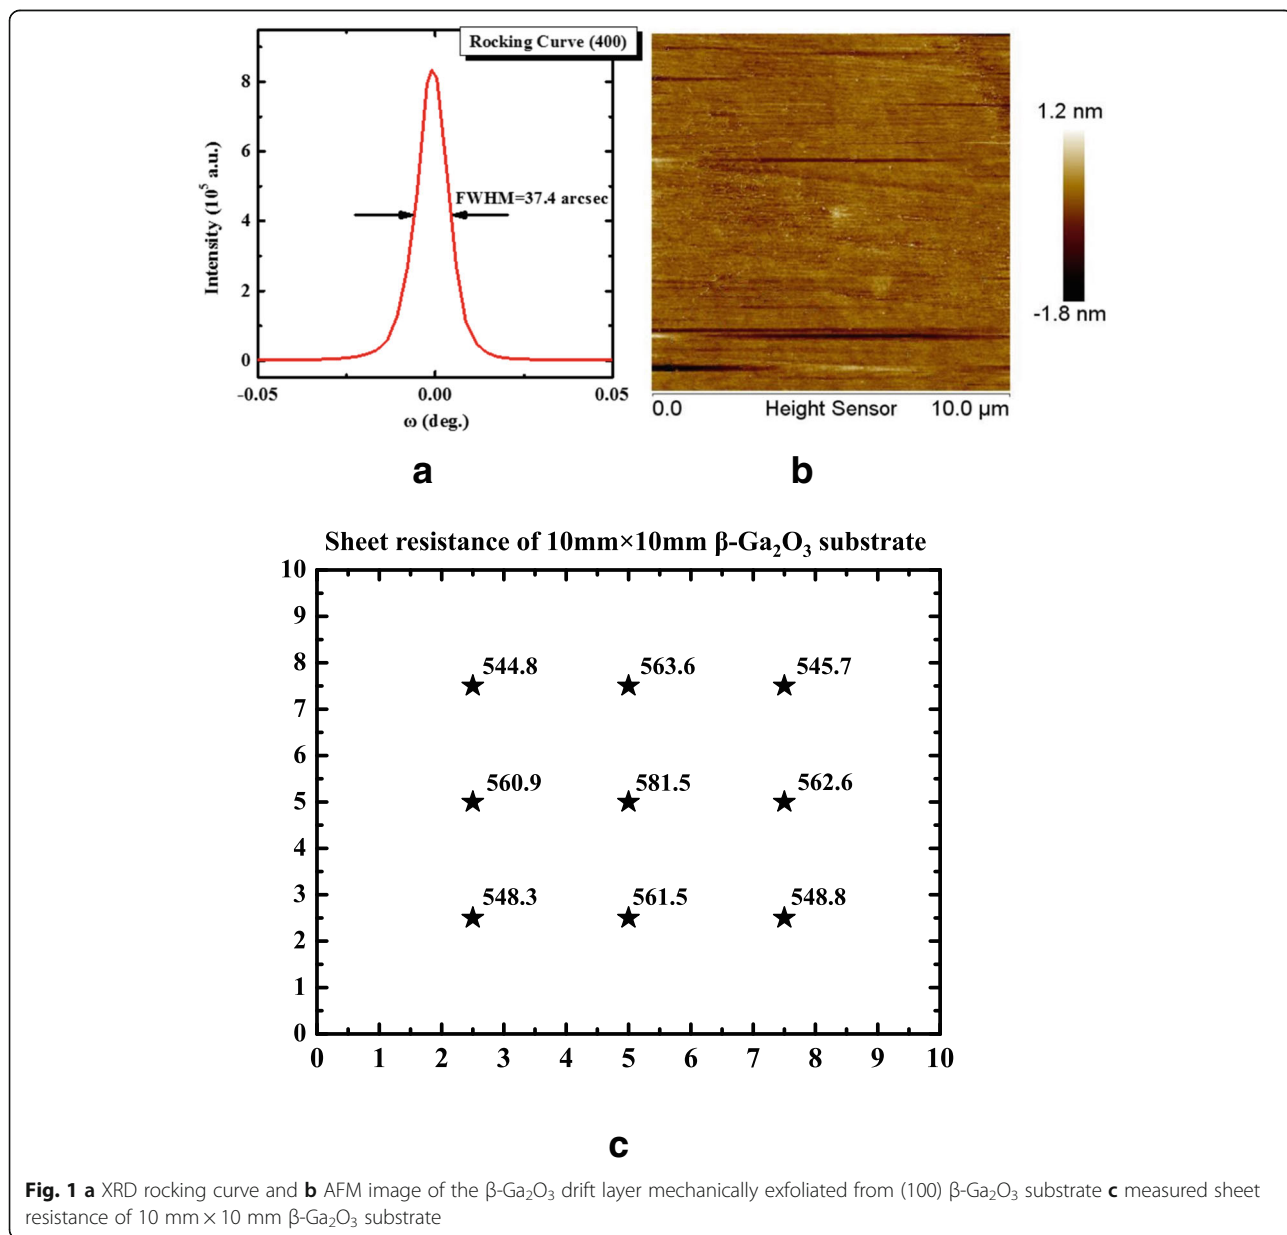 Rocking Curve (400)
8
6
4
2
0
Intensity (10⁵ a.u.)
FWHM=37.4 arcsec
-0.05
0.00
0.05
ω (deg.)
a
1.2 nm
-1.8 nm
0.0
Height Sensor
10.0 µm
b
Sheet resistance of 10mm×10mm β-Ga₂O₃ substrate
10
9
8
7
6
5
4
3
2
1
0
544.8
563.6
545.7
560.9
581.5
562.6
548.3
561.5
548.8
0 1 2 3 4 5 6 7 8 9 10
c
Fig. 1 a XRD rocking curve and b AFM image of the β-Ga₂O₃ drift layer mechanically exfoliated from (100) β-Ga₂O₃ substrate c measured sheet
resistance of 10 mm × 10 mm β-Ga₂O₃ substrate